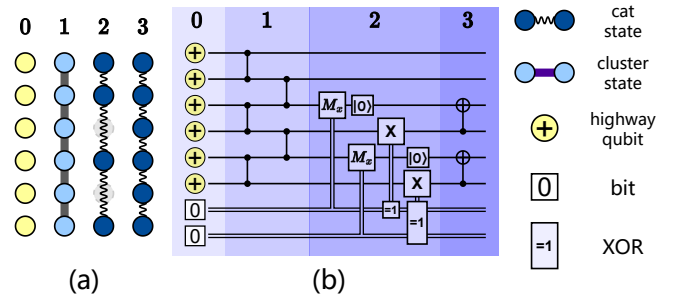 0 1 2 3
(a)
0 1 2 3
+
+
+
M_x |0⟩
+
X
+
M_x |0⟩
+
X
0
=1
0
=1
(b)
cat
state
cluster
state
+ highway
qubit
0 bit
=1 XOR